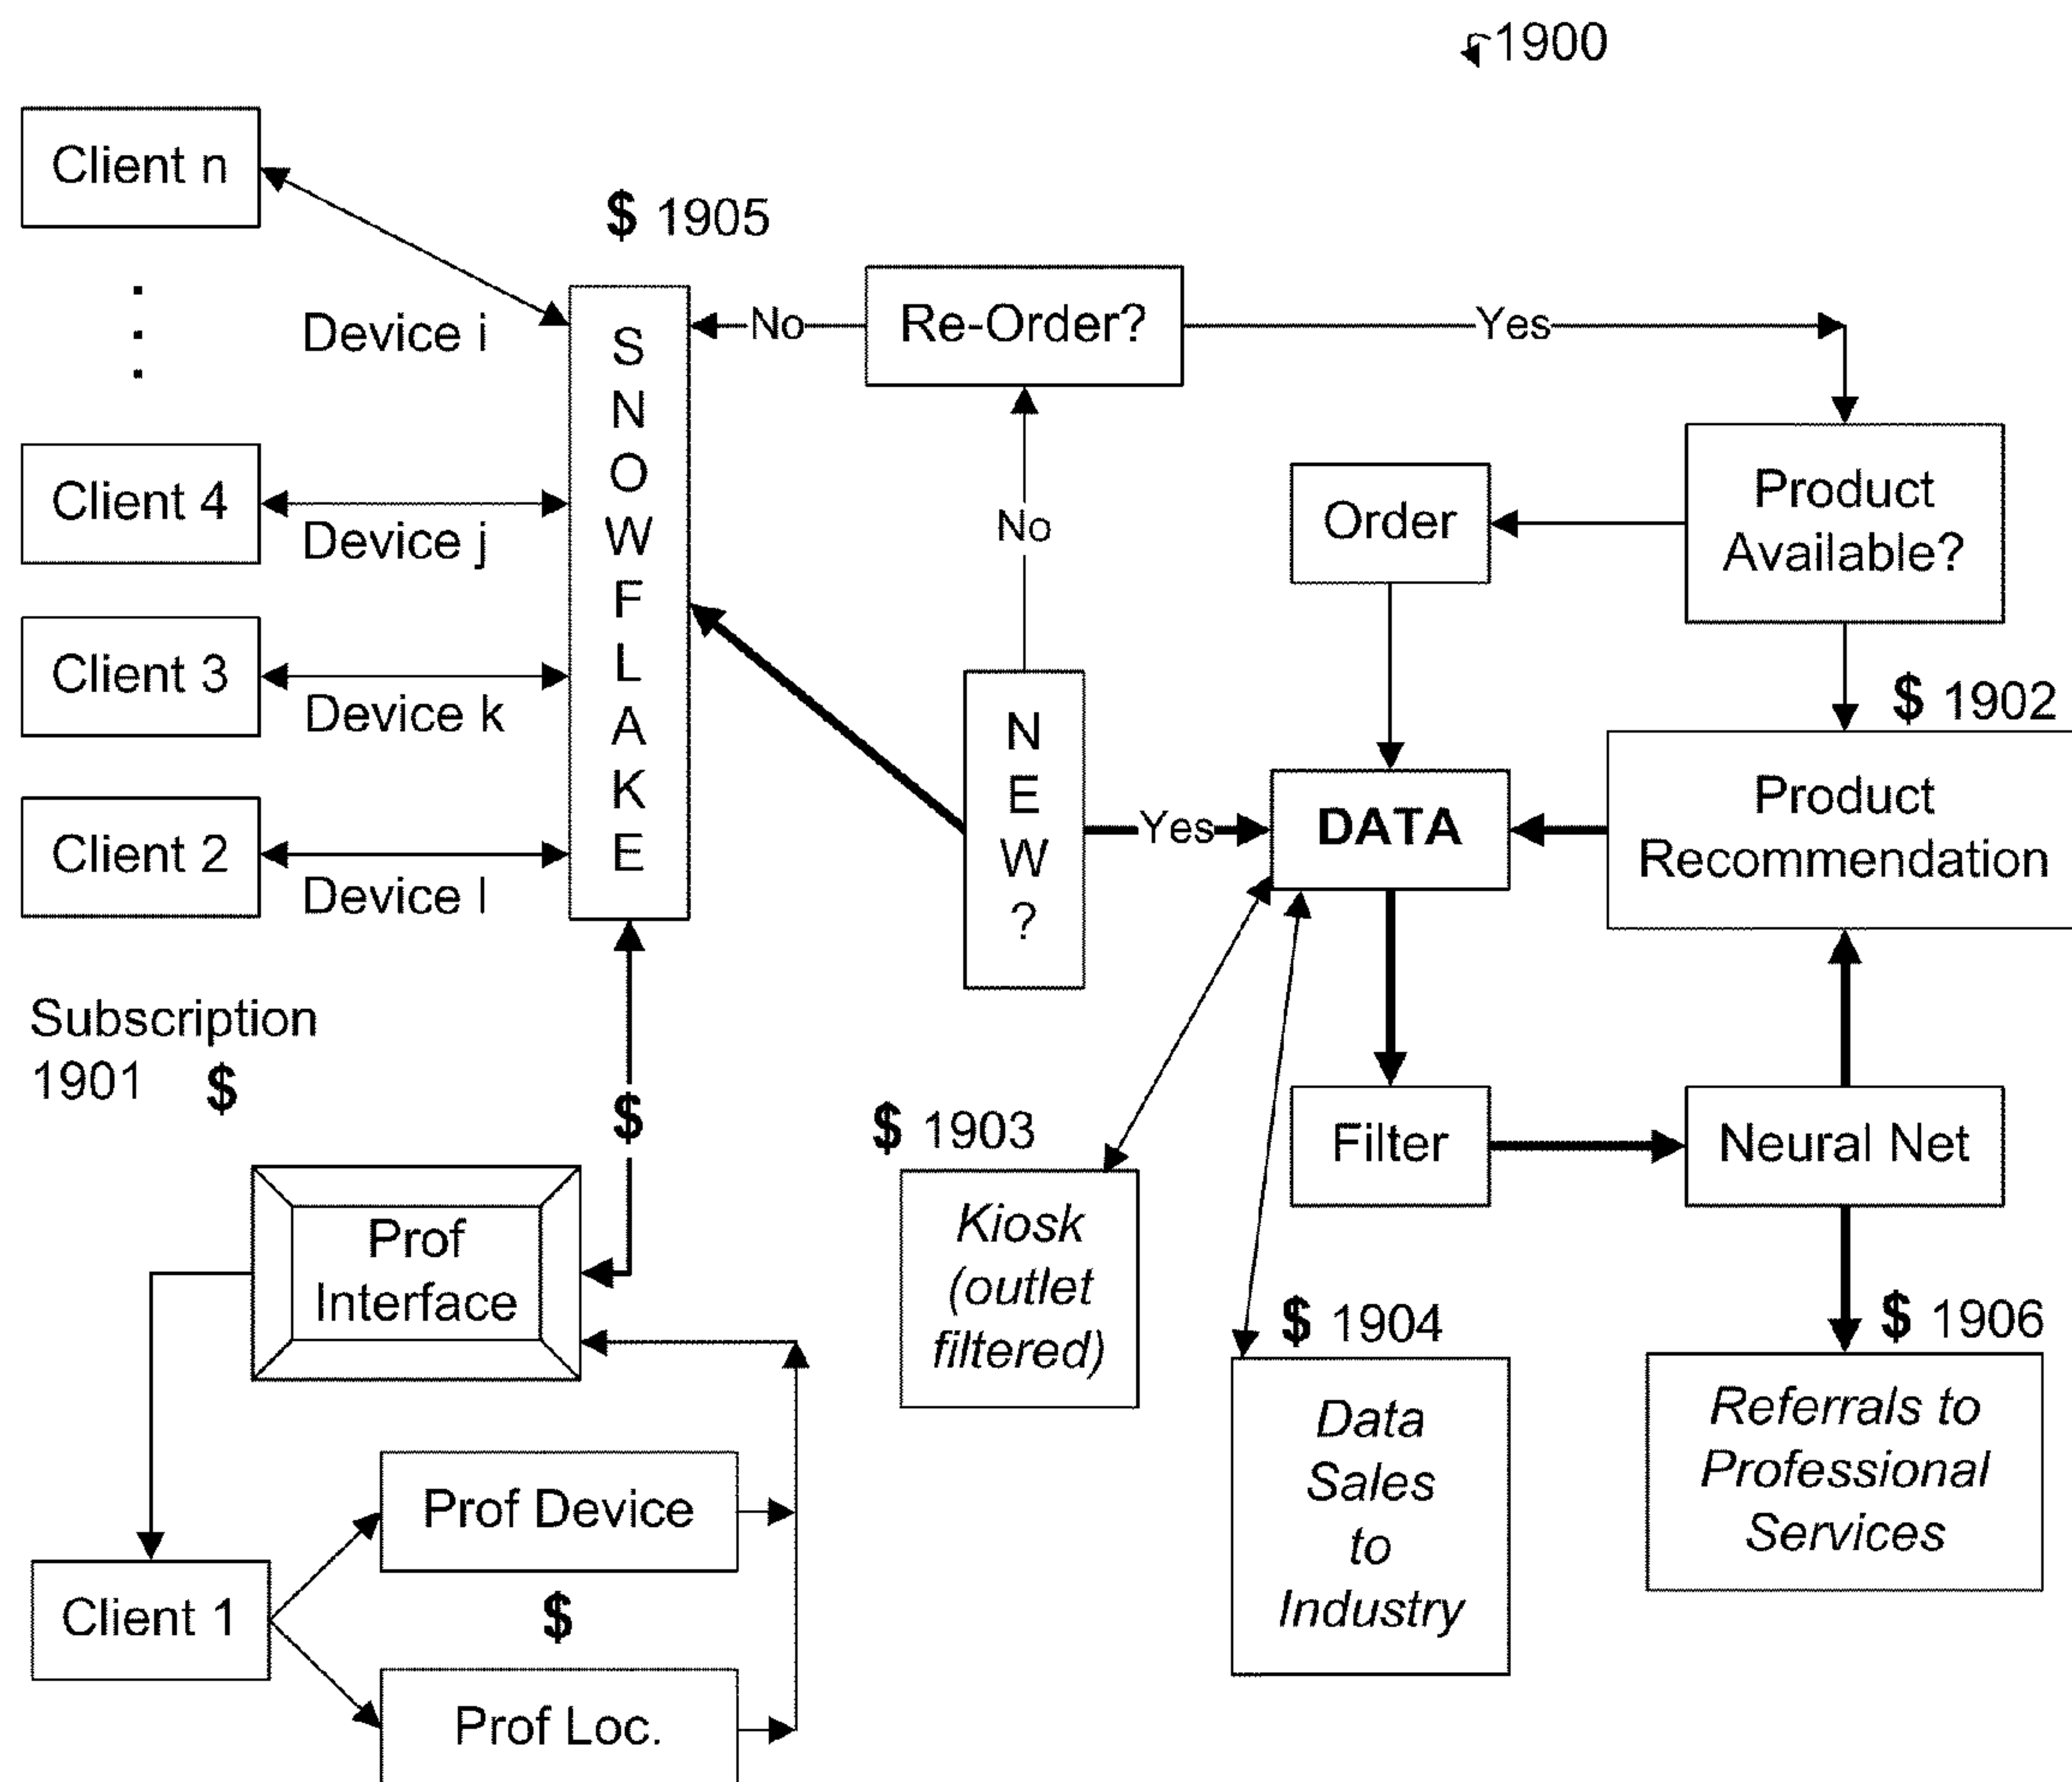 1900
Client n
$ 1905
Device i
S
N
O
W
F
L
A
K
E
No
Re-Order?
Yes
Client 4
Device j
No
Order
Product
Available?
Client 3
Device k
N
E
W
?
Yes
DATA
$ 1902
Product
Recommendation
Client 2
Device l
Subscription
1901 $
$
$ 1903
Kiosk
(outlet
filtered)
Filter
Neural Net
Prof
Interface
$ 1904
Data
Sales
to
Industry
$ 1906
Referrals to
Professional
Services
Prof Device
Client 1
$
Prof Loc.